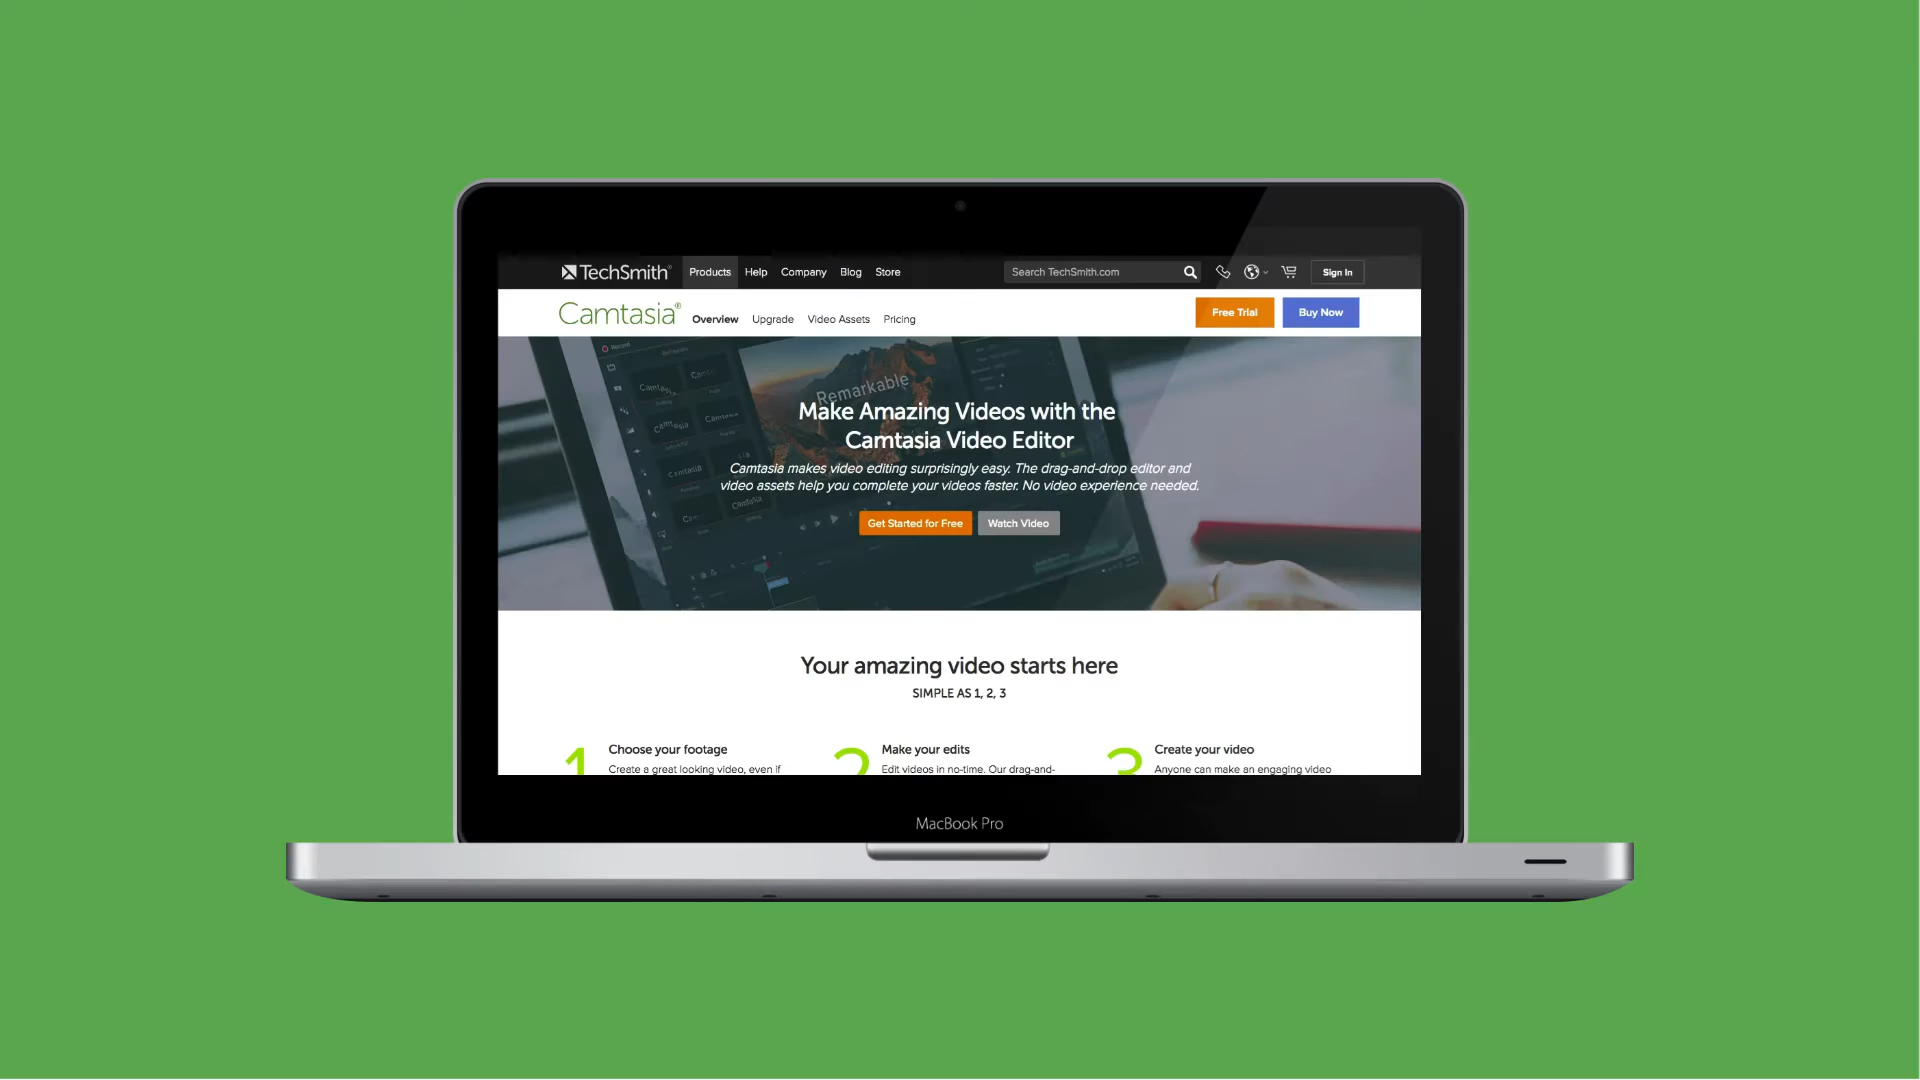 TechSmith
Products Help Company Blog Store
Search TechSmith.com
Sign In
Camtasia®
Overview Upgrade Video Assets Pricing
Free Trial
Buy Now
Remarkable
Make Amazing Videos with the
Camtasia Video Editor
Camtasia makes video editing surprisingly easy. The drag-and-drop editor and
video assets help you complete your videos faster. No video experience needed.
Get Started for Free
Watch Video
Your amazing video starts here
SIMPLE AS 1, 2, 3
1
Choose your footage
Create a great looking video, even if
2
Make your edits
Edit videos in no-time. Our drag-and-
3
Create your video
Anyone can make an engaging video
MacBook Pro